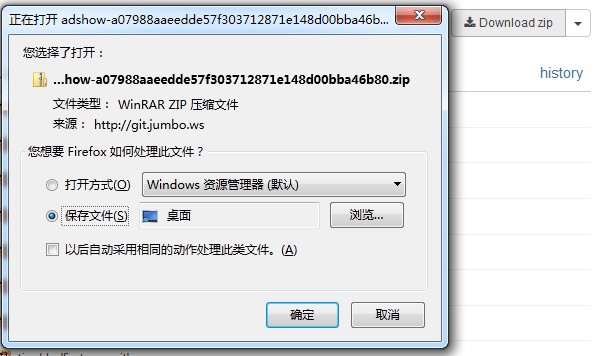 正在打开 adshow-a07988aaeedde57f303712871e148d00bba46b...
Download zip
history
您选择了打开：
...how-a07988aaeedde57f303712871e148d00bba46b80.zip
文件类型： WinRAR ZIP 压缩文件
来源： http://git.jumbo.ws
您想要 Firefox 如何处理此文件？
打开方式(O) Windows 资源管理器 (默认)
保存文件(S) 桌面 浏览...
以后自动采用相同的动作处理此类文件。(A)
确定 取消